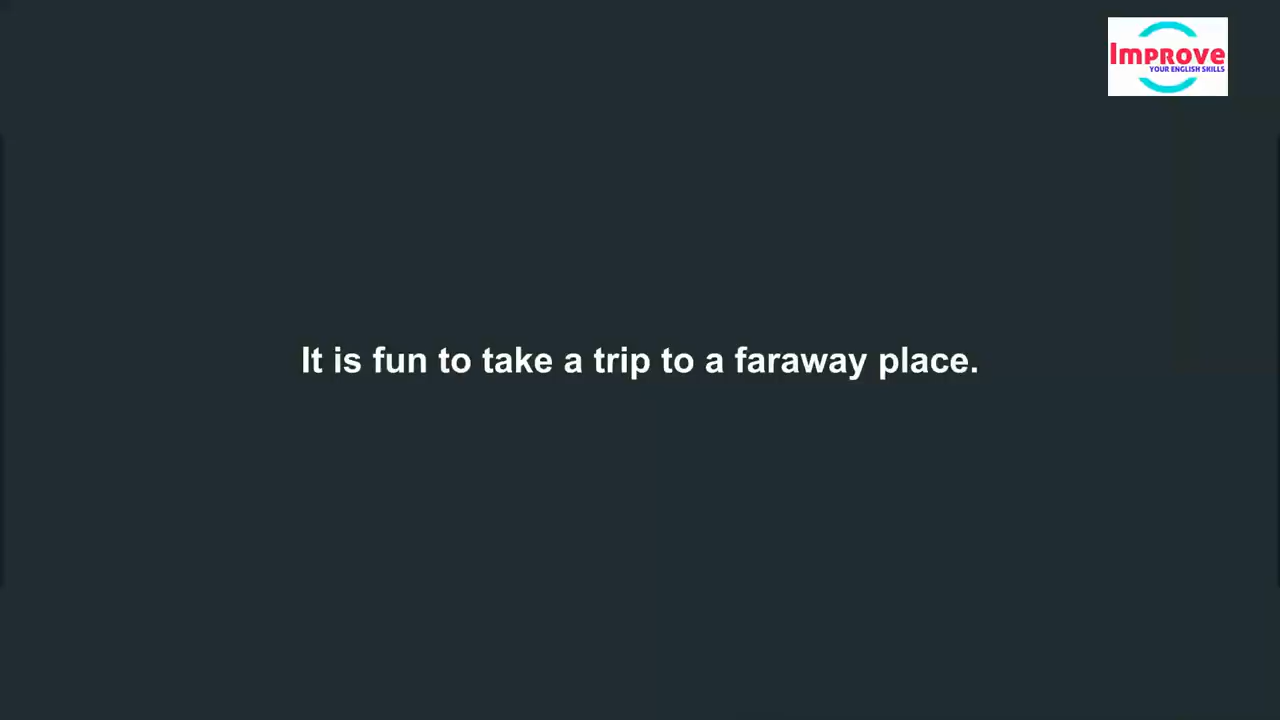 Improve
YOUR ENGLISH SKILLS
It is fun to take a trip to a faraway place.